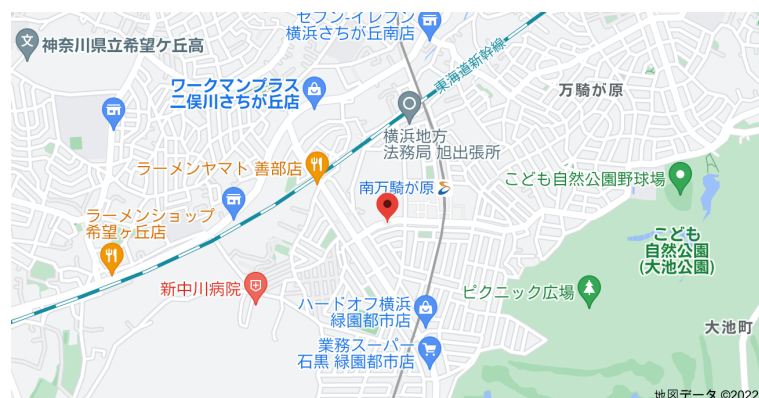 セブン-イレブン
横浜さちが丘南店
神奈川県立希望ケ丘高
東海道新幹線
ワークマンプラス
二俣川さちが丘店
万騎が原
横浜地方
法務局 旭出張所
ラーメンヤマト 善部店
南万騎が原
こども自然公園野球場
ラーメンショップ
希望ヶ丘店
こども
自然公園
(大池公園)
新中川病院
ピクニック広場
ハードオフ横浜
緑園都市店
大池町
業務スーパー
石黒 緑園都市店
地図データ ©2022